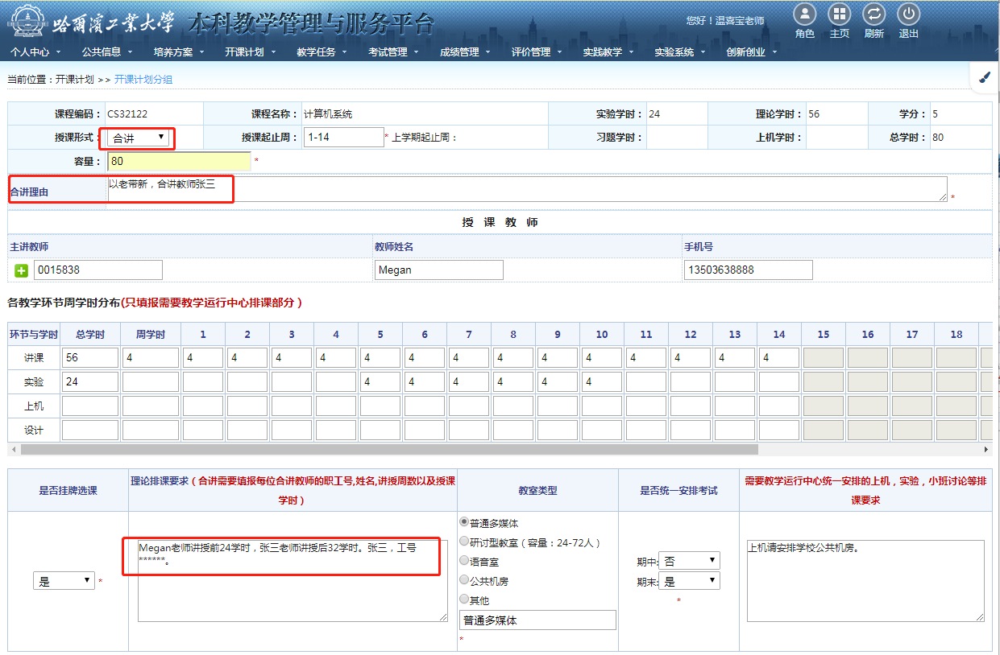 哈尔滨工业大学 本科教学管理与服务平台
您好！温喜宝老师
角色 主页 刷新 退出
个人中心 公共信息 培养方案 开课计划 教学任务 考试管理 成绩管理 评价管理 实践教学 实验系统 创新创业
当前位置：开课计划 >> 开课计划分组
课程编码： CS32122 课程名称： 计算机系统 实验学时： 24 理论学时： 56 学分： 5
授课形式： 合讲 授课起止周： 1-14 * 上学期起止周： 习题学时： 上机学时： 总学时： 80
容量： 80 *
合讲理由 以老带新，合讲教师张三 *
授 课 教 师
主讲教师 教师姓名 手机号
0015838 Megan 13503638888
各教学环节周学时分布(只填报需要教学运行中心排课部分）
环节与学时 总学时 周学时 1 2 3 4 5 6 7 8 9 10 11 12 13 14 15 16 17 18
讲课 56 4 4 4 4 4 4 4 4 4 4 4 4 4 4 4
实验 24 4 4 4 4 4 4
上机
设计
是否挂牌选课 理论排课要求（合讲需要填报每位合讲教师的职工号,姓名,讲授周数以及授课学时） 教室类型 是否统一安排考试 需要教学运行中心统一安排的上机，实验，小班讨论等排课要求
是 *
Megan老师讲授前24学时，张三老师讲授后32学时。张三，工号
******。
普通多媒体
研讨型教室（容量：24-72人）
语音室
公共机房
其他
普通多媒体
*
期中: 否
期末: 是
*
上机请安排学校公共机房。